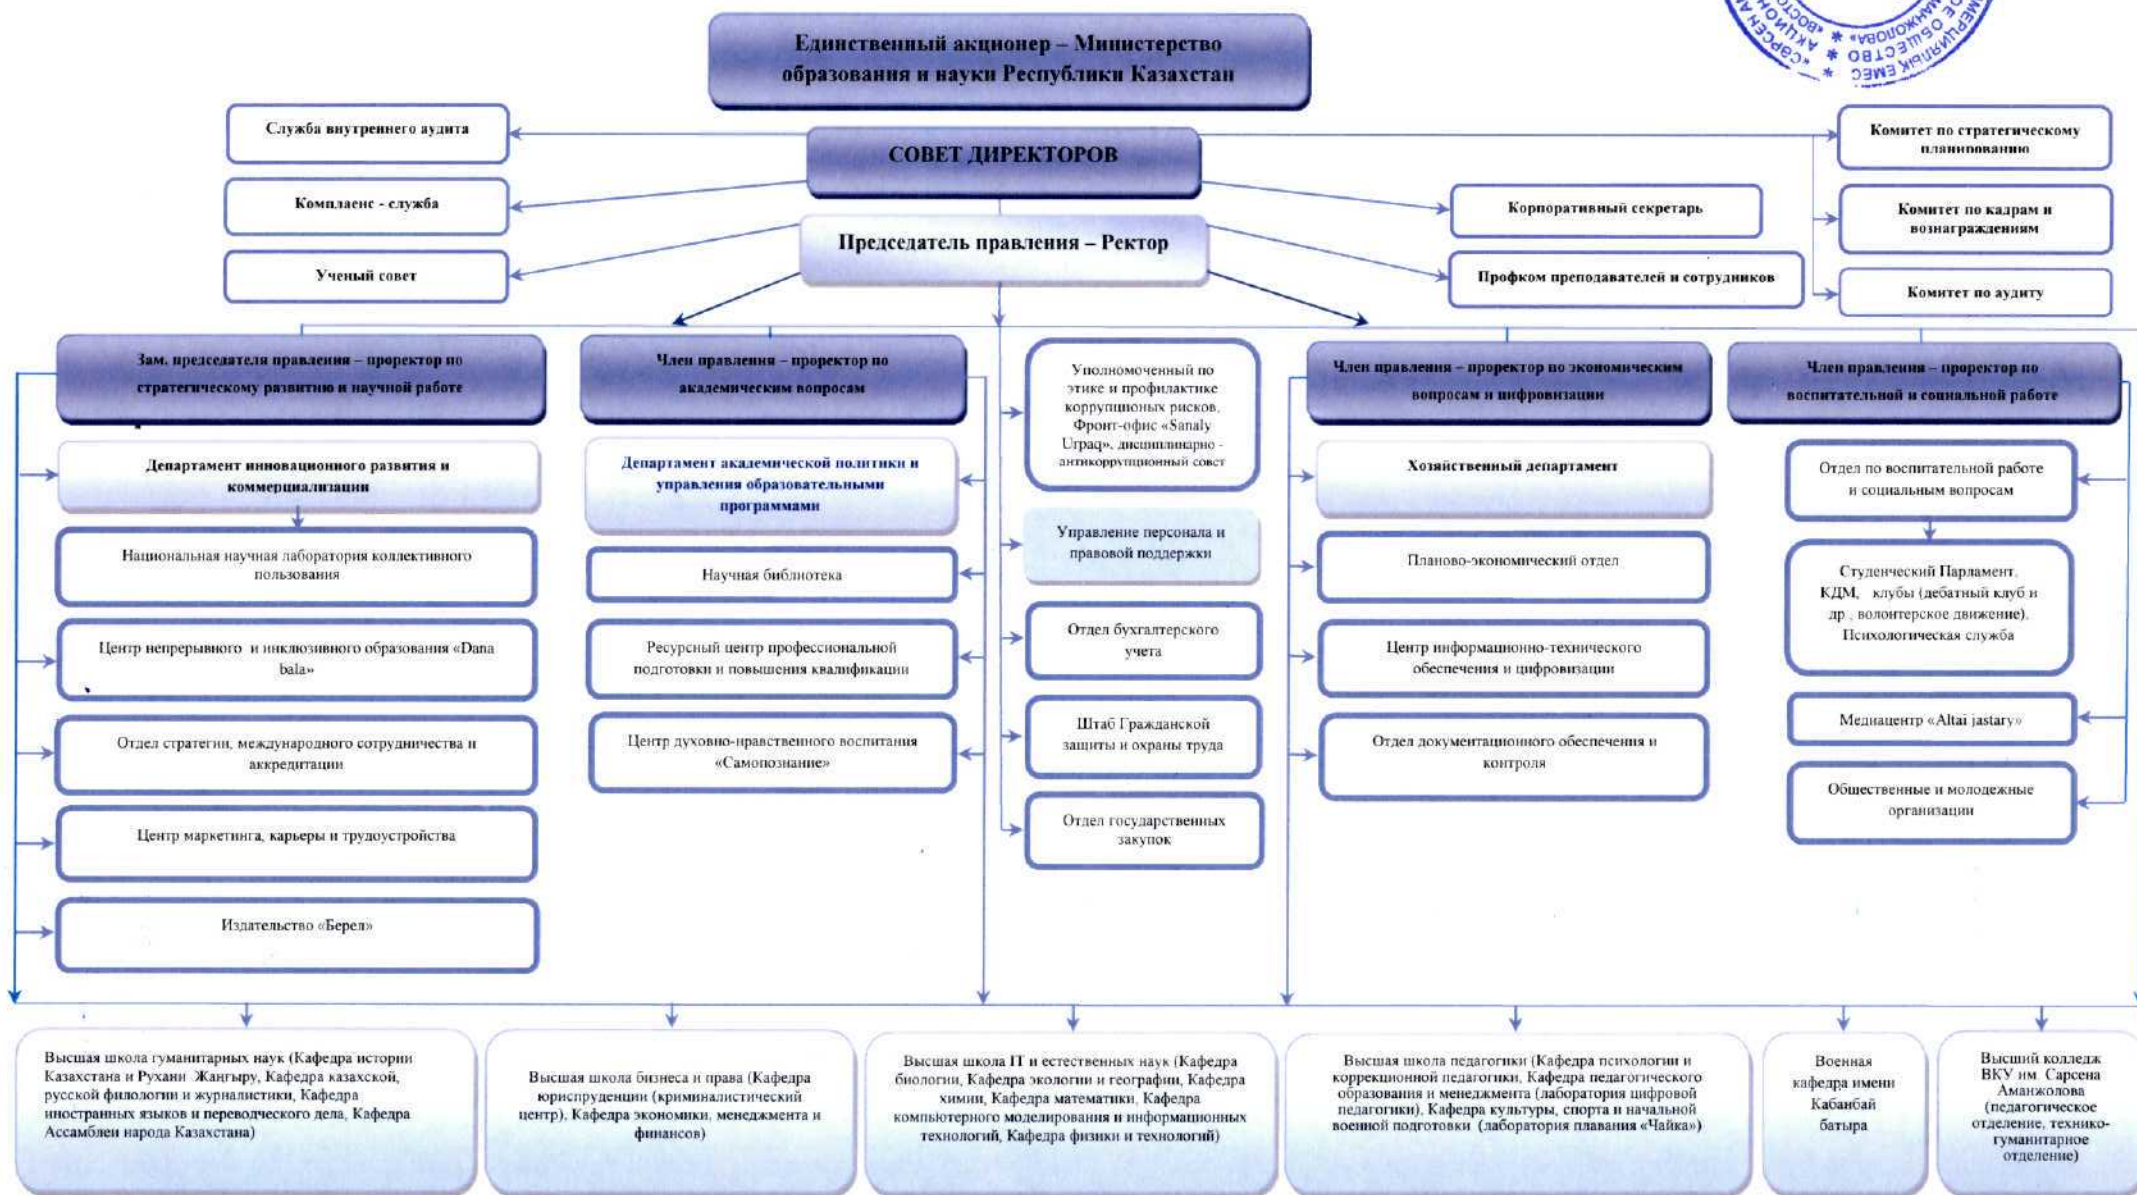 Единственный акционер – Министерство
образования и науки Республики Казахстан
Служба внутреннего аудита
СОВЕТ ДИРЕКТОРОВ
Комитет по стратегическому
планированию
Комплаенс - служба
Корпоративный секретарь
Комитет по кадрам и
вознаграждениям
Председатель правления – Ректор
Ученый совет
Профком преподавателей и сотрудников
Комитет по аудиту
Зам. председателя правления – проректор по
стратегическому развитию и научной работе
Член правления – проректор по
академическим вопросам
Уполномоченный по
этике и профилактике
коррупционых рисков,
Фронт-офис «Sanaly
Urpaq», дисциплинарно -
антикоррупционный совет
Член правления – проректор по экономическим
вопросам и цифровизации
Член правления – проректор по
воспитательной и социальной работе
Департамент инновационного развития и
коммерциализации
Национальная научная лаборатория коллективного
пользования
Центр непрерывного и инклюзивного образования «Dana
bala»
Отдел стратегии, международного сотрудничества и
аккредитации
Центр маркетинга, карьеры и трудоустройства
Издательство «Берел»
Департамент академической политики и
управления образовательными
программами
Научная библиотека
Ресурсный центр профессиональной
подготовки и повышения квалификации
Центр духовно-нравственного воспитания
«Самопознание»
Управление персонала и
правовой поддержки
Отдел бухгалтерского
учета
Штаб Гражданской
защиты и охраны труда
Отдел государственных
закупок
Хозяйственный департамент
Планово-экономический отдел
Центр информационно-технического
обеспечения и цифровизации
Отдел документационного обеспечения и
контроля
Отдел по воспитательной работе
и социальным вопросам
Студенческий Парламент,
КДМ, клубы (дебатный клуб и
др , волонтерское движение),
Психологическая служба
Медиацентр «Altai jastary»
Общественные и молодежные
организации
Высшая школа гуманитарных наук (Кафедра истории
Казахстана и Рухани Жаңғыру, Кафедра казахской,
русской филологии и журналистики, Кафедра
иностранных языков и переводческого дела, Кафедра
Ассамблеи народа Казахстана)
Высшая школа бизнеса и права (Кафедра
юриспруденции (криминалистический
центр), Кафедра экономики, менеджмента и
финансов)
Высшая школа IT и естественных наук (Кафедра
биологии, Кафедра экологии и географии, Кафедра
химии, Кафедра математики, Кафедра
компьютерного моделирования и информационных
технологий, Кафедра физики и технологий)
Высшая школа педагогики (Кафедра психологии и
коррекционной педагогики, Кафедра педагогического
образования и менеджмента (лаборатория цифровой
педагогики), Кафедра культуры, спорта и начальной
военной подготовки (лаборатория плавания «Чайка»)
Военная
кафедра имени
Кабанбай
батыра
Высший колледж
ВКУ им. Сарсена
Аманжолова
(педагогическое
отделение, технико-
гуманитарное
отделение)